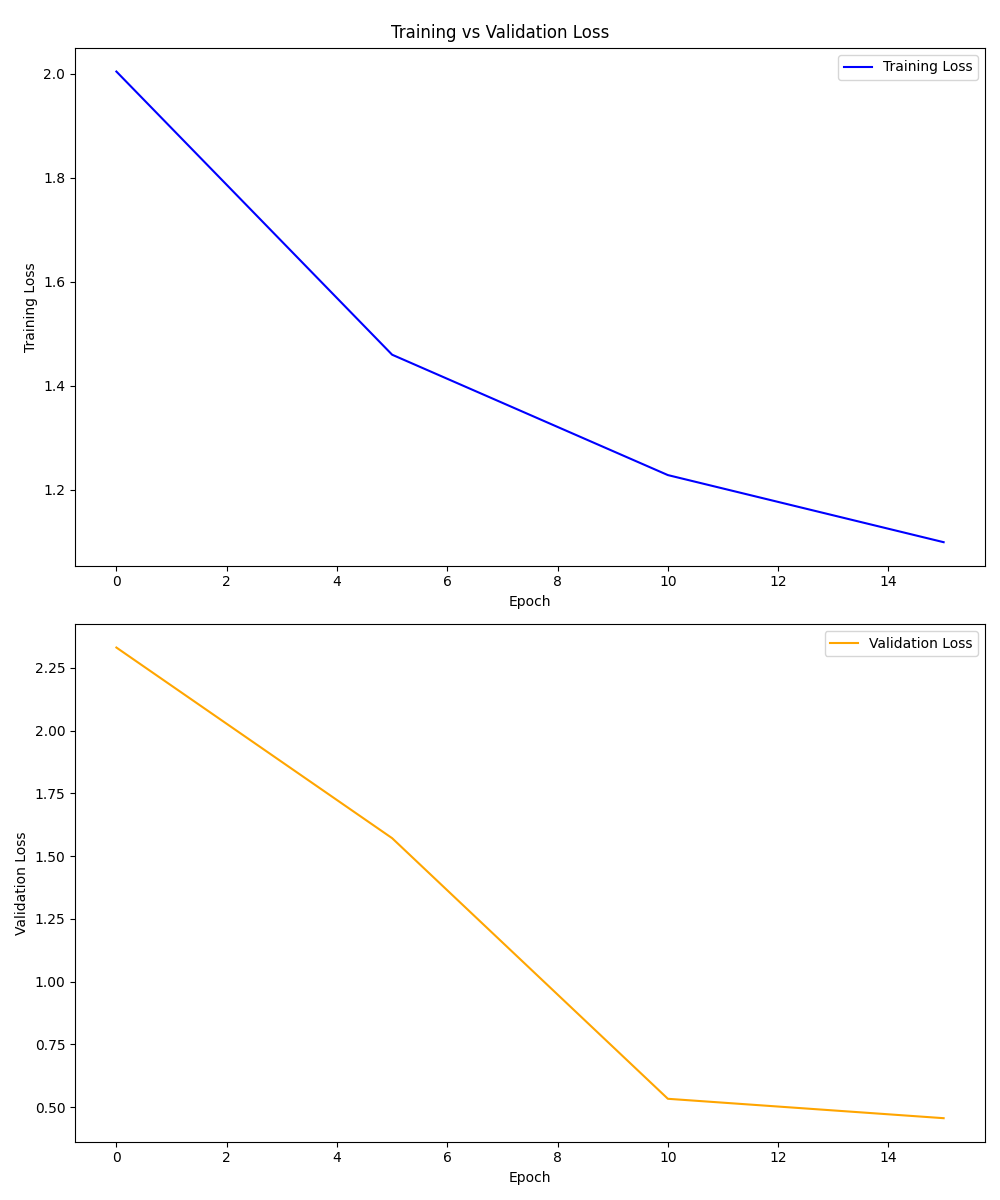 Training vs Validation Loss
Training Loss
2.0
1.8
1.6
1.4
1.2
Training Loss
0 2 4 6 8 10 12 14
Epoch
Validation Loss
2.25
2.00
1.75
1.50
1.25
1.00
0.75
0.50
Validation Loss
0 2 4 6 8 10 12 14
Epoch